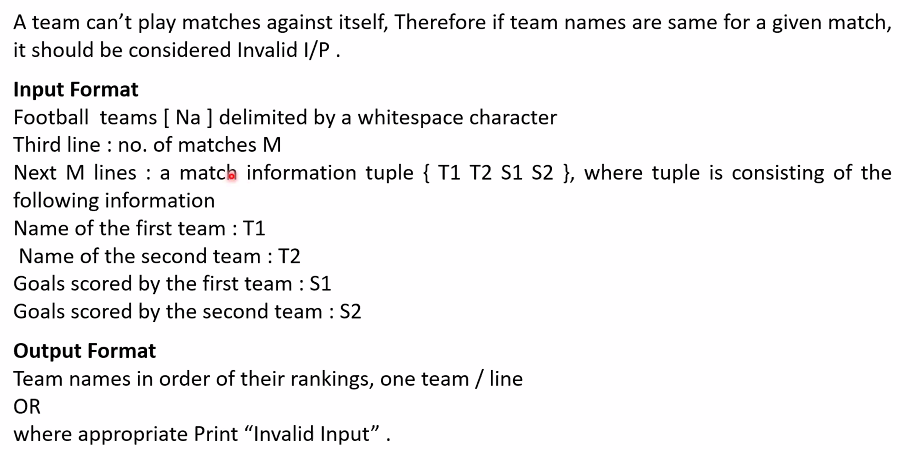 A team can’t play matches against itself, Therefore if team names are same for a given match,
it should be considered Invalid I/P .
Input Format
Football  teams [ Na ] delimited by a whitespace character
Third line : no. of matches M
Next M lines : a match information tuple { T1 T2 S1 S2 }, where tuple is consisting of the
following information
Name of the first team : T1
Name of the second team : T2
Goals scored by the first team : S1
Goals scored by the second team : S2
Output Format
Team names in order of their rankings, one team / line
OR
where appropriate Print “Invalid Input” .